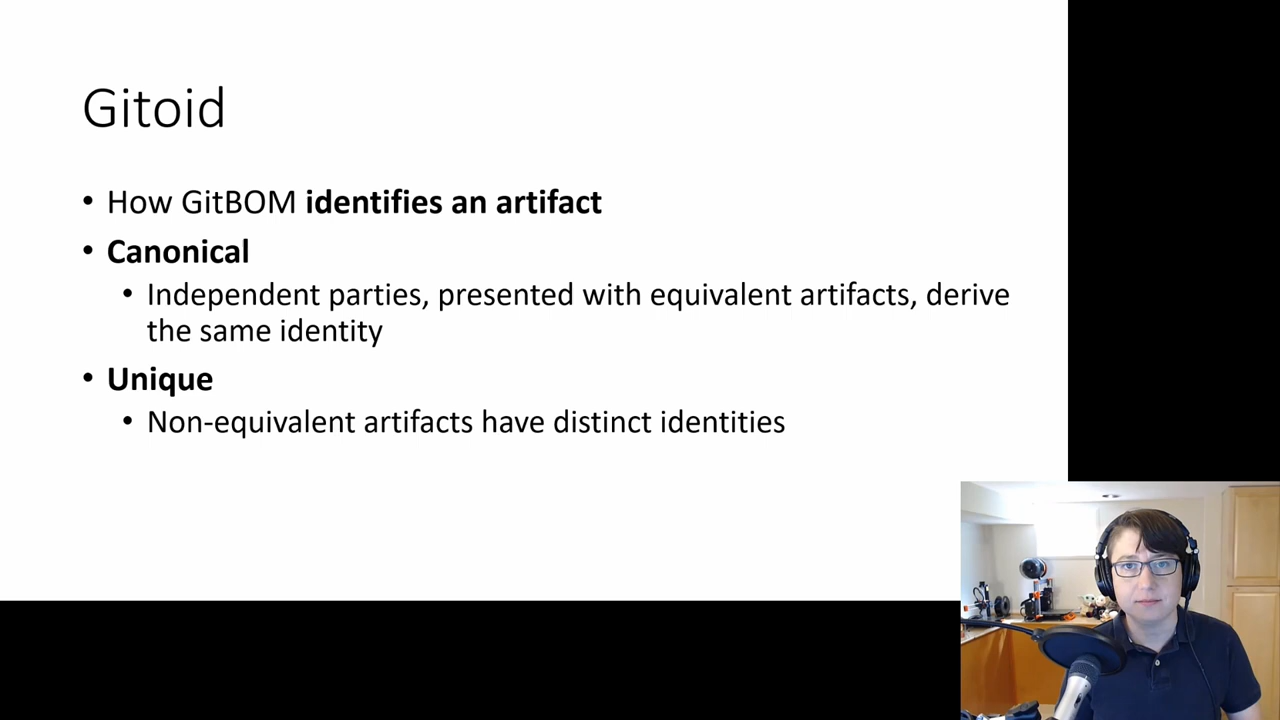 Gitoid
• How GitBOM identifies an artifact
• Canonical
• Independent parties, presented with equivalent artifacts, derive
the same identity
• Unique
• Non-equivalent artifacts have distinct identities